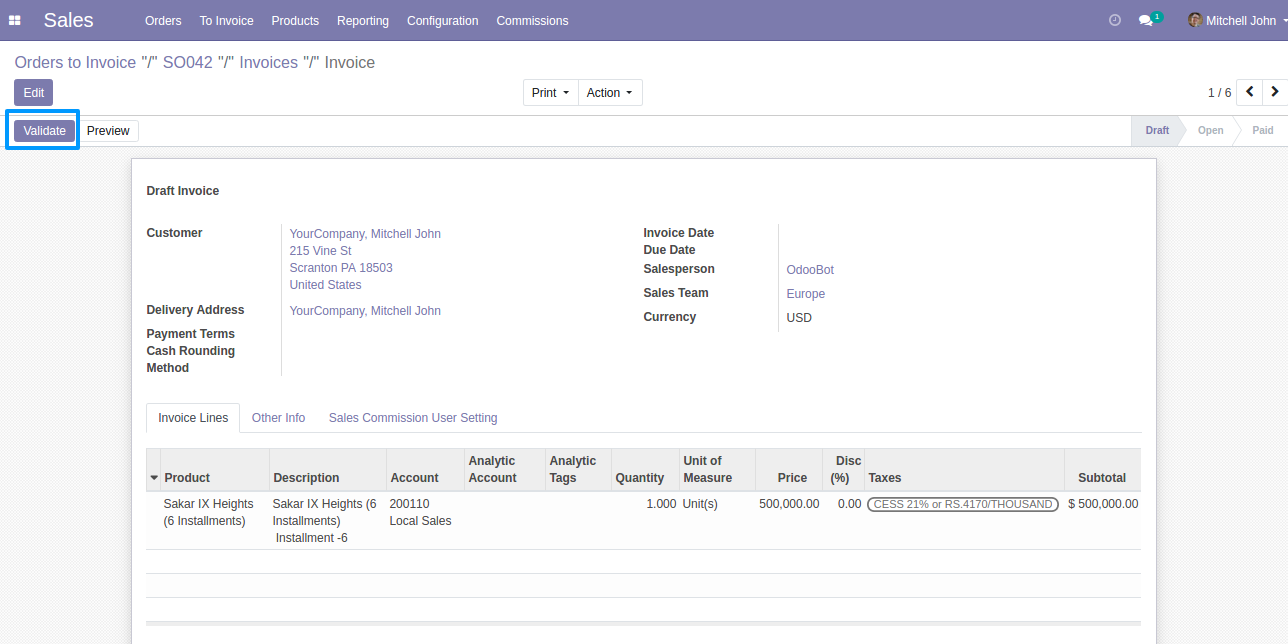 Sales Orders To Invoice Products Reporting Configuration Commissions 1 Mitchell John
Orders to Invoice "/" SO042 "/" Invoices "/" Invoice
Edit Print Action 1 / 6
Validate Preview Draft Open Paid
Draft Invoice
Customer YourCompany, Mitchell John
215 Vine St
Scranton PA 18503
United States
Delivery Address YourCompany, Mitchell John
Payment Terms
Cash Rounding
Method
Invoice Date
Due Date
Salesperson OdooBot
Sales Team Europe
Currency USD
Invoice Lines Other Info Sales Commission User Setting
Product Description Account Analytic Account Analytic Tags Quantity Unit of Measure Price Disc (%) Taxes Subtotal
Sakar IX Heights Sakar IX Heights (6 200110 1.000 Unit(s) 500,000.00 0.00 CESS 21% or RS.4170/THOUSAND $ 500,000.00
(6 Installments) Installments) Local Sales
Installment -6